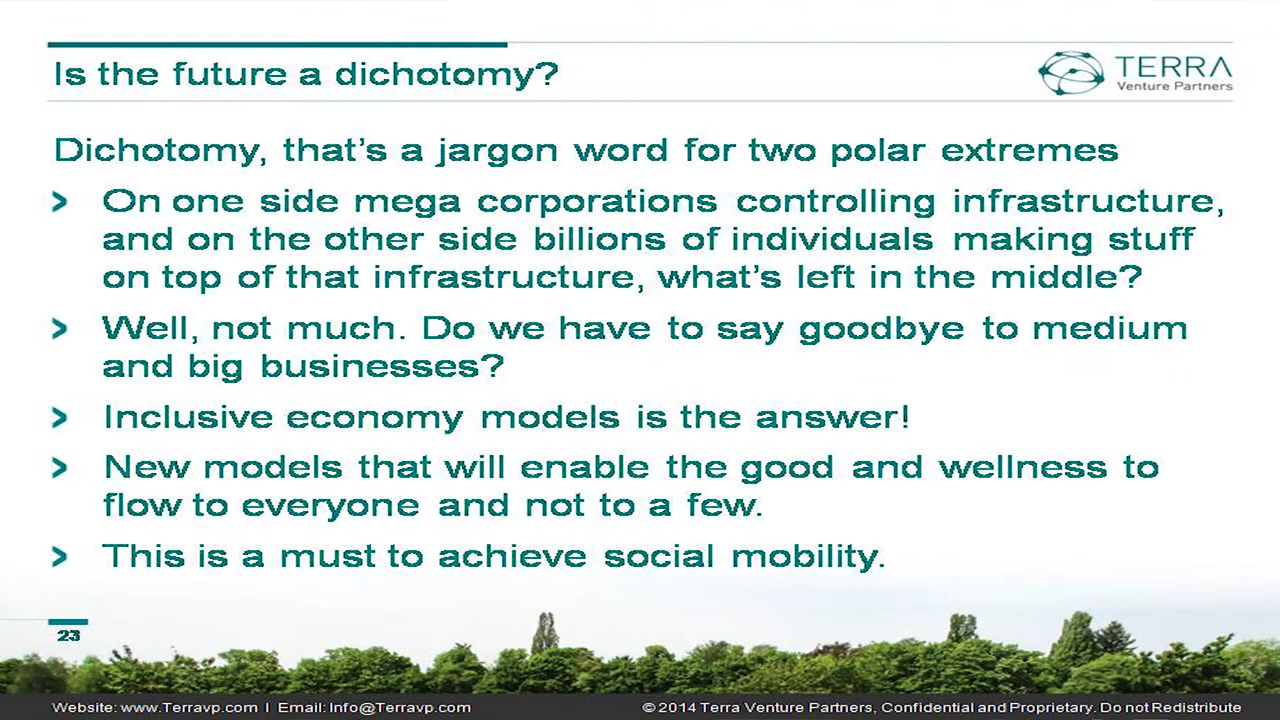 Is the future a dichotomy?
TERRA
Venture Partners
Dichotomy, that's a jargon word for two polar extremes
> On one side mega corporations controlling infrastructure,
and on the other side billions of individuals making stuff
on top of that infrastructure, what's left in the middle?
> Well, not much. Do we have to say goodbye to medium
and big businesses?
> Inclusive economy models is the answer!
> New models that will enable the good and wellness to
flow to everyone and not to a few.
> This is a must to achieve social mobility.
23
Website: www.Terravp.com | Email: Info@Terravp.com
© 2014 Terra Venture Partners, Confidential and Proprietary. Do not Redistribute